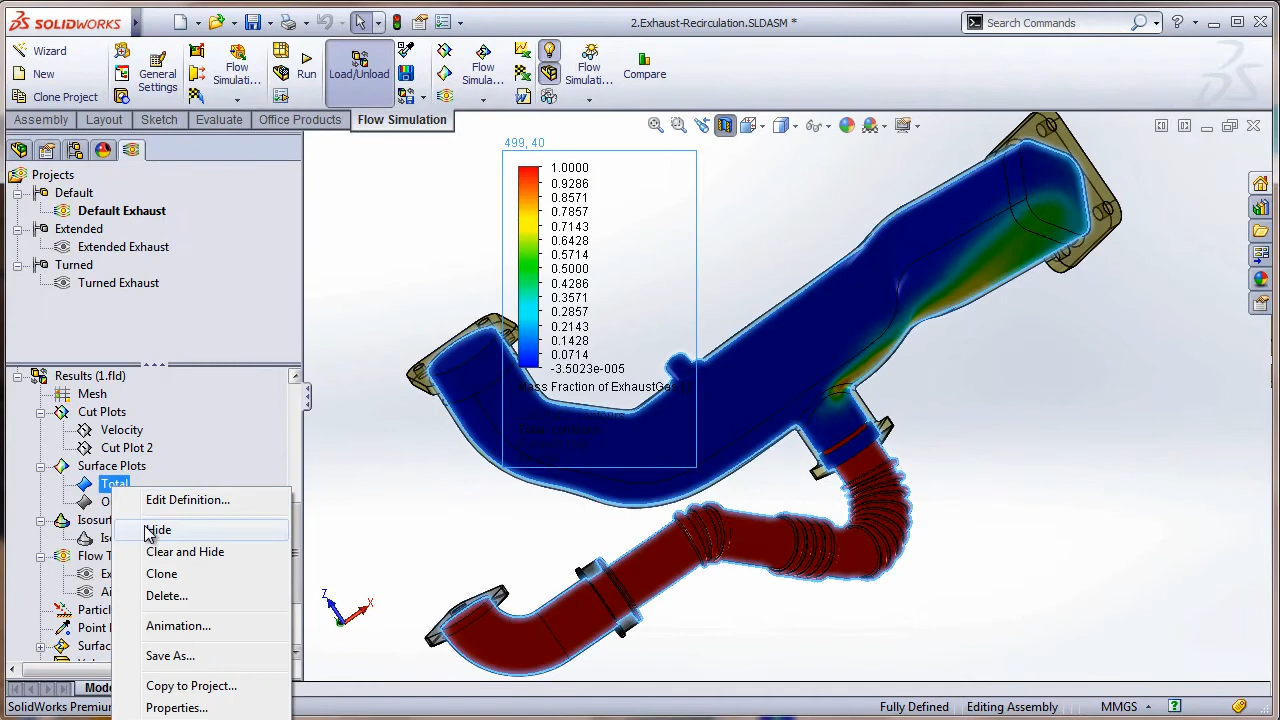 SOLIDWORKS
2.Exhaust-Recirculation.SLDASM *
Search Commands
Wizard
New
Clone Project
General
Settings
Flow
Simulati...
Run
Load/Unload
Flow
Simula...
Flow
Simulati...
Compare
Assembly
Layout
Sketch
Evaluate
Office Products
Flow Simulation
Projects
Default
Default Exhaust
Extended
Extended Exhaust
Turned
Turned Exhaust
Results (1.fld)
Mesh
Cut Plots
Velocity
Cut Plot 2
Surface Plots
Total
Edit Definition...
Hide
Clear and Hide
Clone
Delete...
Animation...
Save As...
Copy to Project...
Properties...
499, 40
1.0000
0.9286
0.8571
0.7857
0.7143
0.6428
0.5714
0.5000
0.4286
0.3571
0.2857
0.2143
0.1428
0.0714
-3.5023e-005
Mass Fraction of ExhaustGas
Z
X
SolidWorks Premium
Fully Defined
Editing Assembly
MMGS